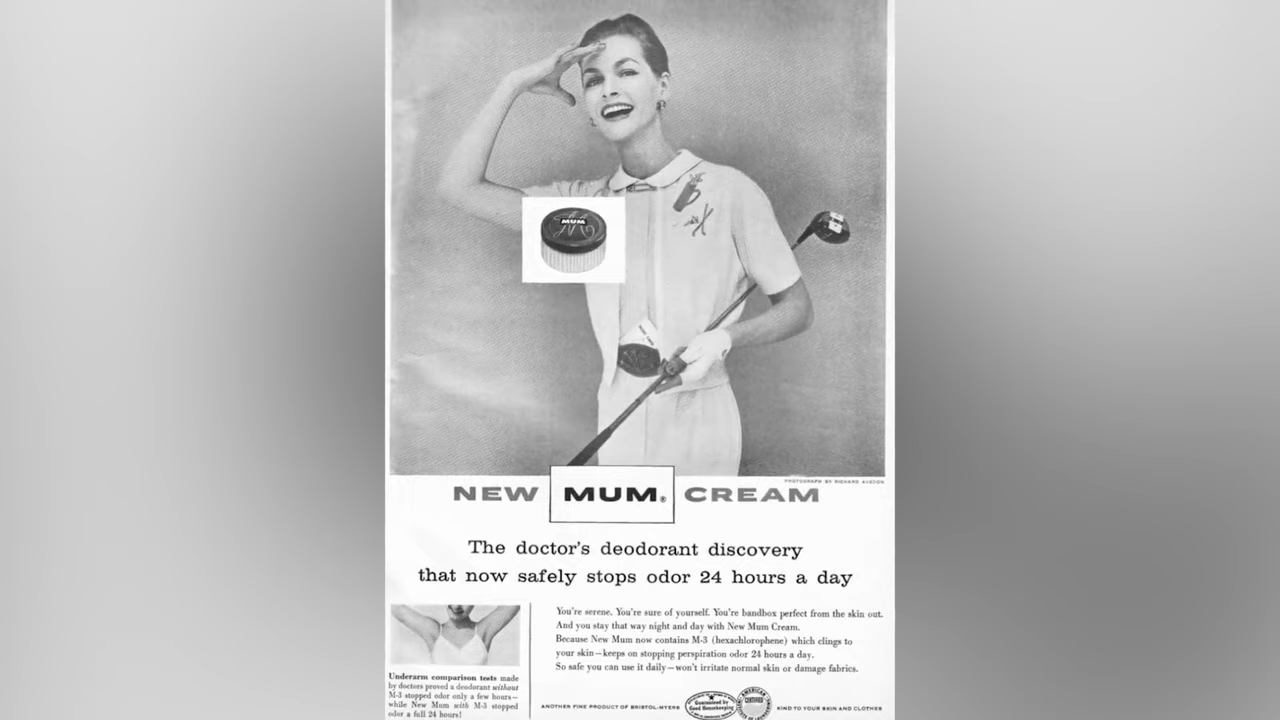 MUM
PHOTOGRAPH BY RICHARD AVEDON
NEW MUM® CREAM
The doctor's deodorant discovery
that now safely stops odor 24 hours a day
Underarm comparison tests made
by doctors proved a deodorant without
M-3 stopped odor only a few hours—
while New Mum with M-3 stopped
odor a full 24 hours!
You're serene. You're sure of yourself. You're bandbox perfect from the skin out.
And you stay that way night and day with New Mum Cream.
Because New Mum now contains M-3 (hexachlorophene) which clings to
your skin—keeps on stopping perspiration odor 24 hours a day.
So safe you can use it daily—won't irritate normal skin or damage fabrics.
ANOTHER FINE PRODUCT OF BRISTOL-MYERS
Guaranteed by
Good Housekeeping
AMERICAN
CERTIFIED
KIND TO YOUR SKIN AND CLOTHES